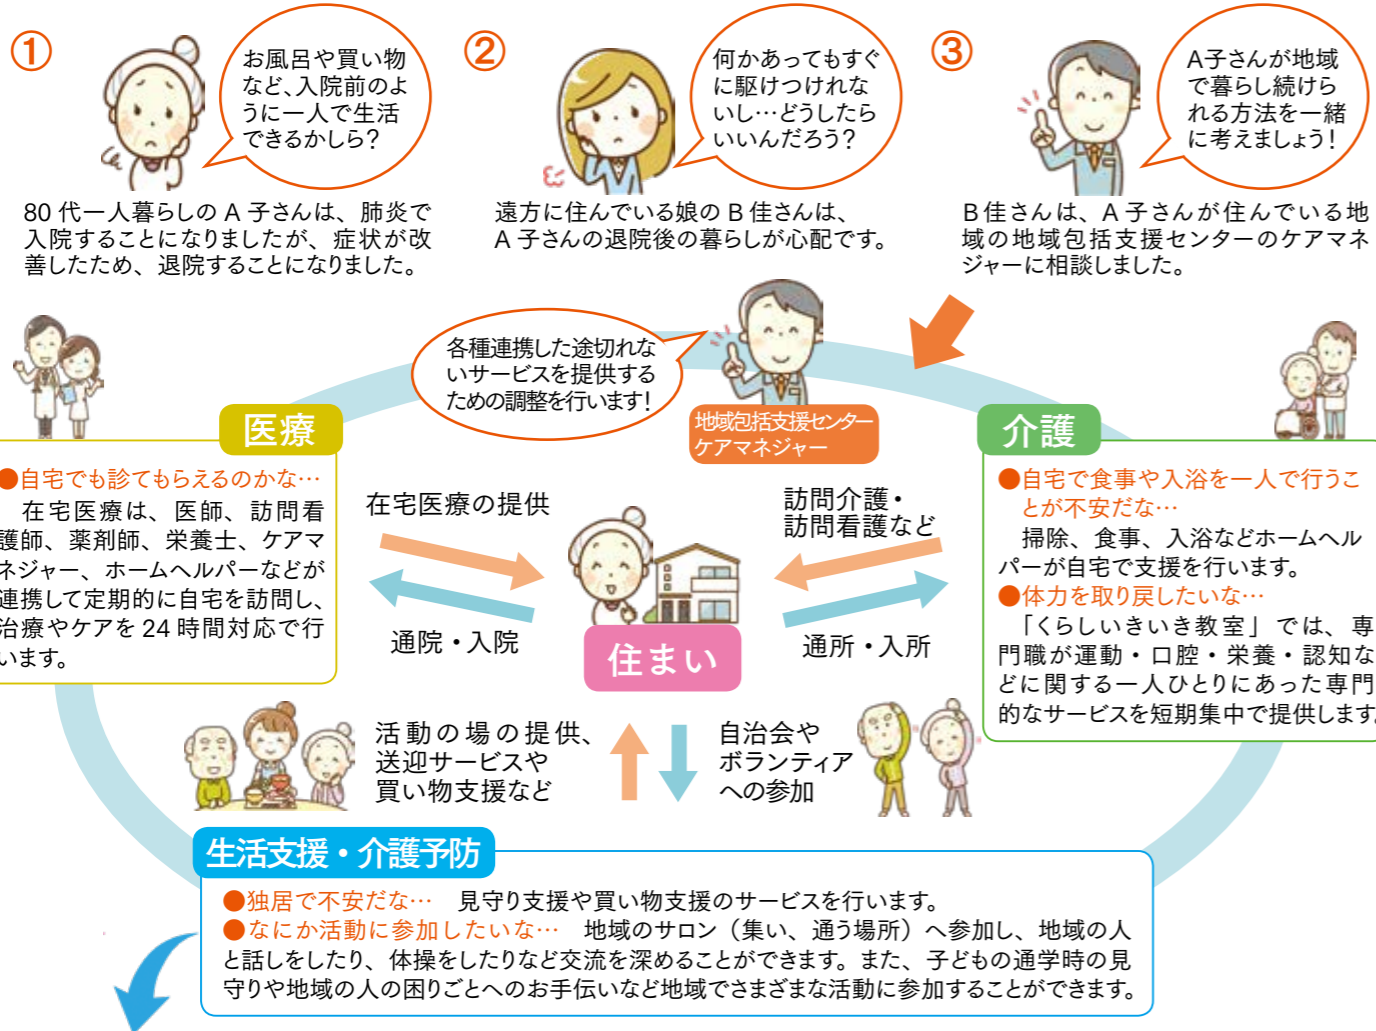 ①
お風呂や買い物
など、入院前のよ
うに一人で生活
できるかしら？
80 代一人暮らしの A 子さんは、肺炎で
入院することになりましたが、症状が改
善したため、退院することになりました。
②
何かあってもすぐ
に駆けつけれな
いし…どうしたら
いいんだろう？
遠方に住んでいる娘の B 佳さんは、
A 子さんの退院後の暮らしが心配です。
③
A子さんが地域
で暮らし続けら
れる方法を一緒
に考えましょう！
B 佳さんは、A 子さんが住んでいる地
域の地域包括支援センターのケアマネ
ジャーに相談しました。
各種連携した途切れな
いサービスを提供する
ための調整を行います！
地域包括支援センター
ケアマネジャー
医療
●自宅でも診てもらえるのかな…
在宅医療は、医師、訪問看
護師、薬剤師、栄養士、ケアマ
ネジャー、ホームヘルパーなどが
連携して定期的に自宅を訪問し、
治療やケアを 24 時間対応で行
います。
在宅医療の提供
通院・入院
住まい
訪問介護・
訪問看護など
通所・入所
介護
●自宅で食事や入浴を一人で行うこ
とが不安だな…
掃除、食事、入浴などホームヘル
パーが自宅で支援を行います。
●体力を取り戻したいな…
「くらしいきいき教室」では、専
門職が運動・口腔・栄養・認知な
どに関する一人ひとりにあった専門
的なサービスを短期集中で提供します。
活動の場の提供、
送迎サービスや
買い物支援など
自治会や
ボランティア
への参加
生活支援・介護予防
●独居で不安だな… 見守り支援や買い物支援のサービスを行います。
●なにか活動に参加したいな… 地域のサロン（集い、通う場所）へ参加し、地域の人
と話しをしたり、体操をしたりなど交流を深めることができます。また、子どもの通学時の見
守りや地域の人の困りごとへのお手伝いなど地域でさまざまな活動に参加することができます。